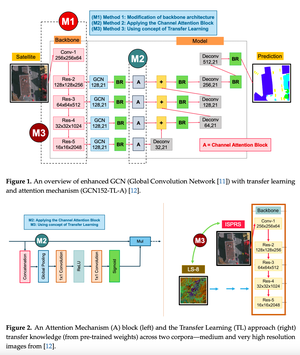 M1
(M1) Method 1: Modification of backbone architecture
(M2) Method 2: Applying the Channel Attention Block
(M3) Method 3: Using concept of Transfer Learning
Backbone
Model
Satellite
Conv-1
256x256x64
M2
Deconv
512,21
BR
Prediction
Res-2
128x128x256
GCN
128,21
BR
A
+
BR
Deconv
256,21
BR
Res-3
64x64x512
GCN
128,21
BR
A
+
BR
Deconv
128,21
M3
Res-4
32x32x1024
GCN
128,21
BR
A
+
BR
Deconv
64,21
Res-5
16x16x2048
GCN
128,21
BR
A
Deconv
32,21
A = Channel Attention Block
Figure 1. An overview of enhanced GCN (Global Convolution Network [11]) with transfer learning
and attention mechanism (GCN152-TL-A) [12].
M2: Applying the Channel Attention Block
M3: Using concept of Transfer Learning
M2
Mul
Concatenation
Global Pooling
1x1 Convolution
ReLU
1x1 Convolution
Sigmoid
Backbone
ISPRS
Conv-1
256x256x64
M3
Res-2
128x128x256
LS-8
Res-3
64x64x512
Res-4
32x32x1024
Res-5
16x16x2048
Figure 2. An Attention Mechanism (A) block (left) and the Transfer Learning (TL) approach (right)
transfer knowledge (from pre-trained weights) across two corpora—medium and very high resolution
images from [12].